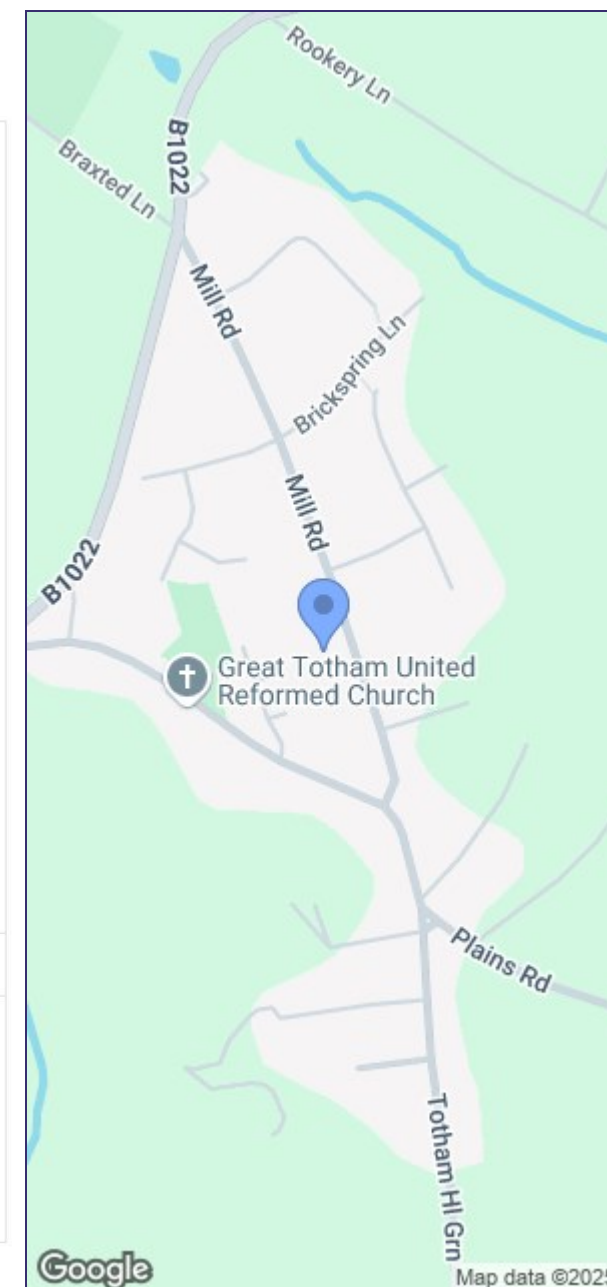 Rookery Ln
B1022
Braxted Ln
Mill Rd
Brickspring Ln
Mill Rd
B1022
Great Totham United
Reformed Church
Plains Rd
Totham Hl Grn
Google
Map data ©2025